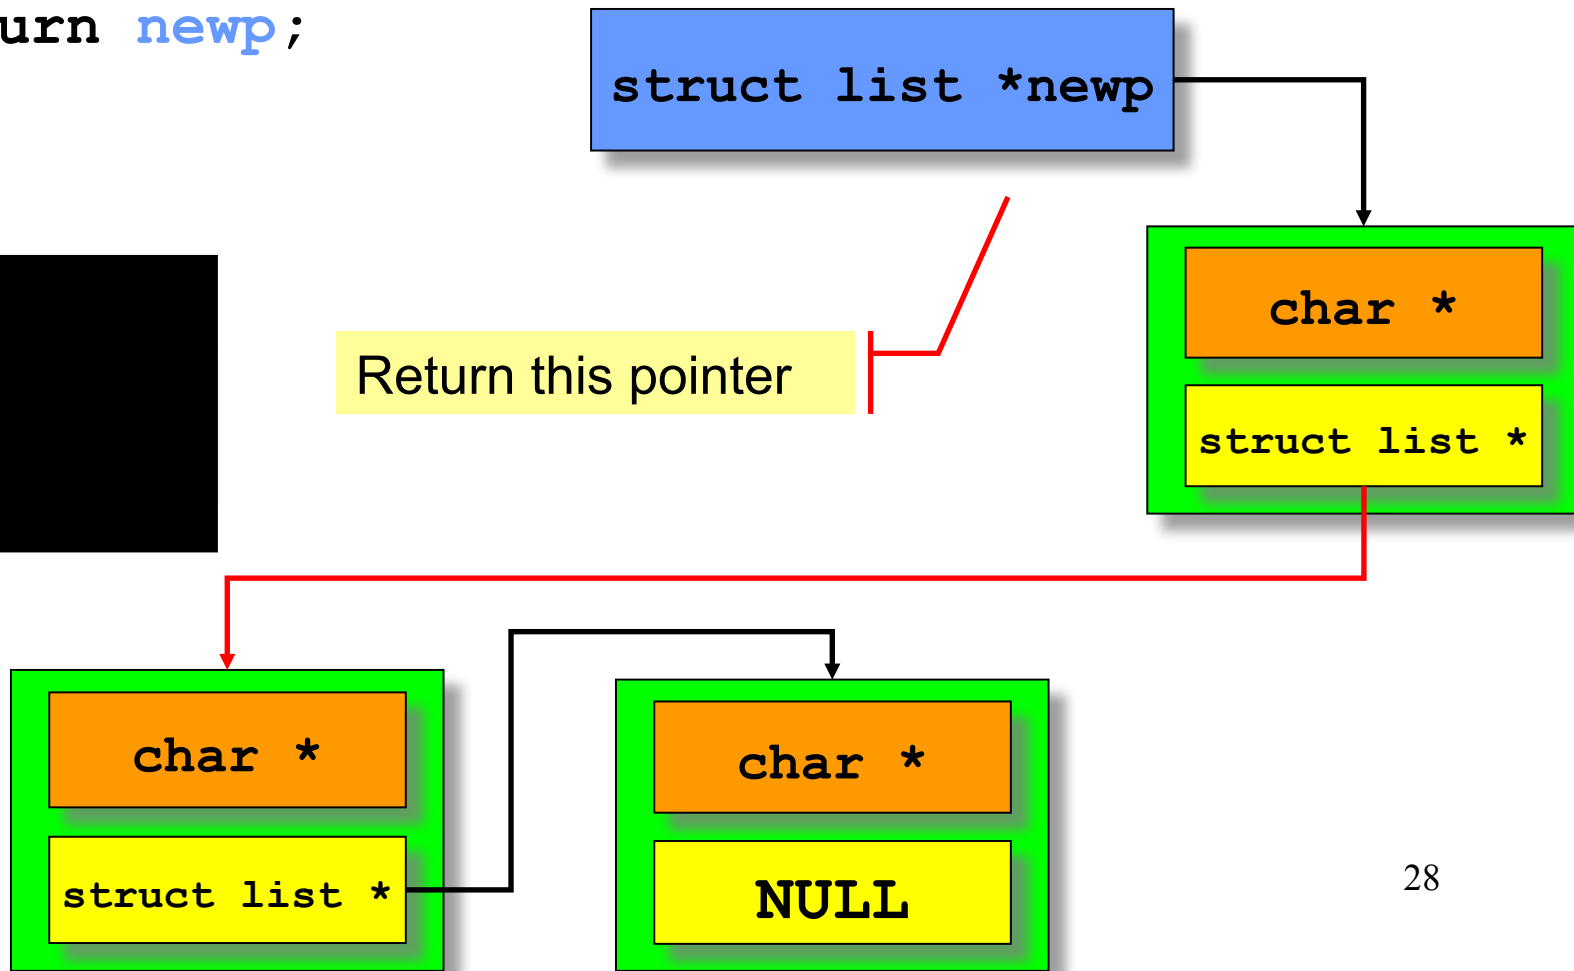 urn newp;
struct list *newp
char *
Return this pointer
struct list *
char *
char *
struct list *
NULL
28